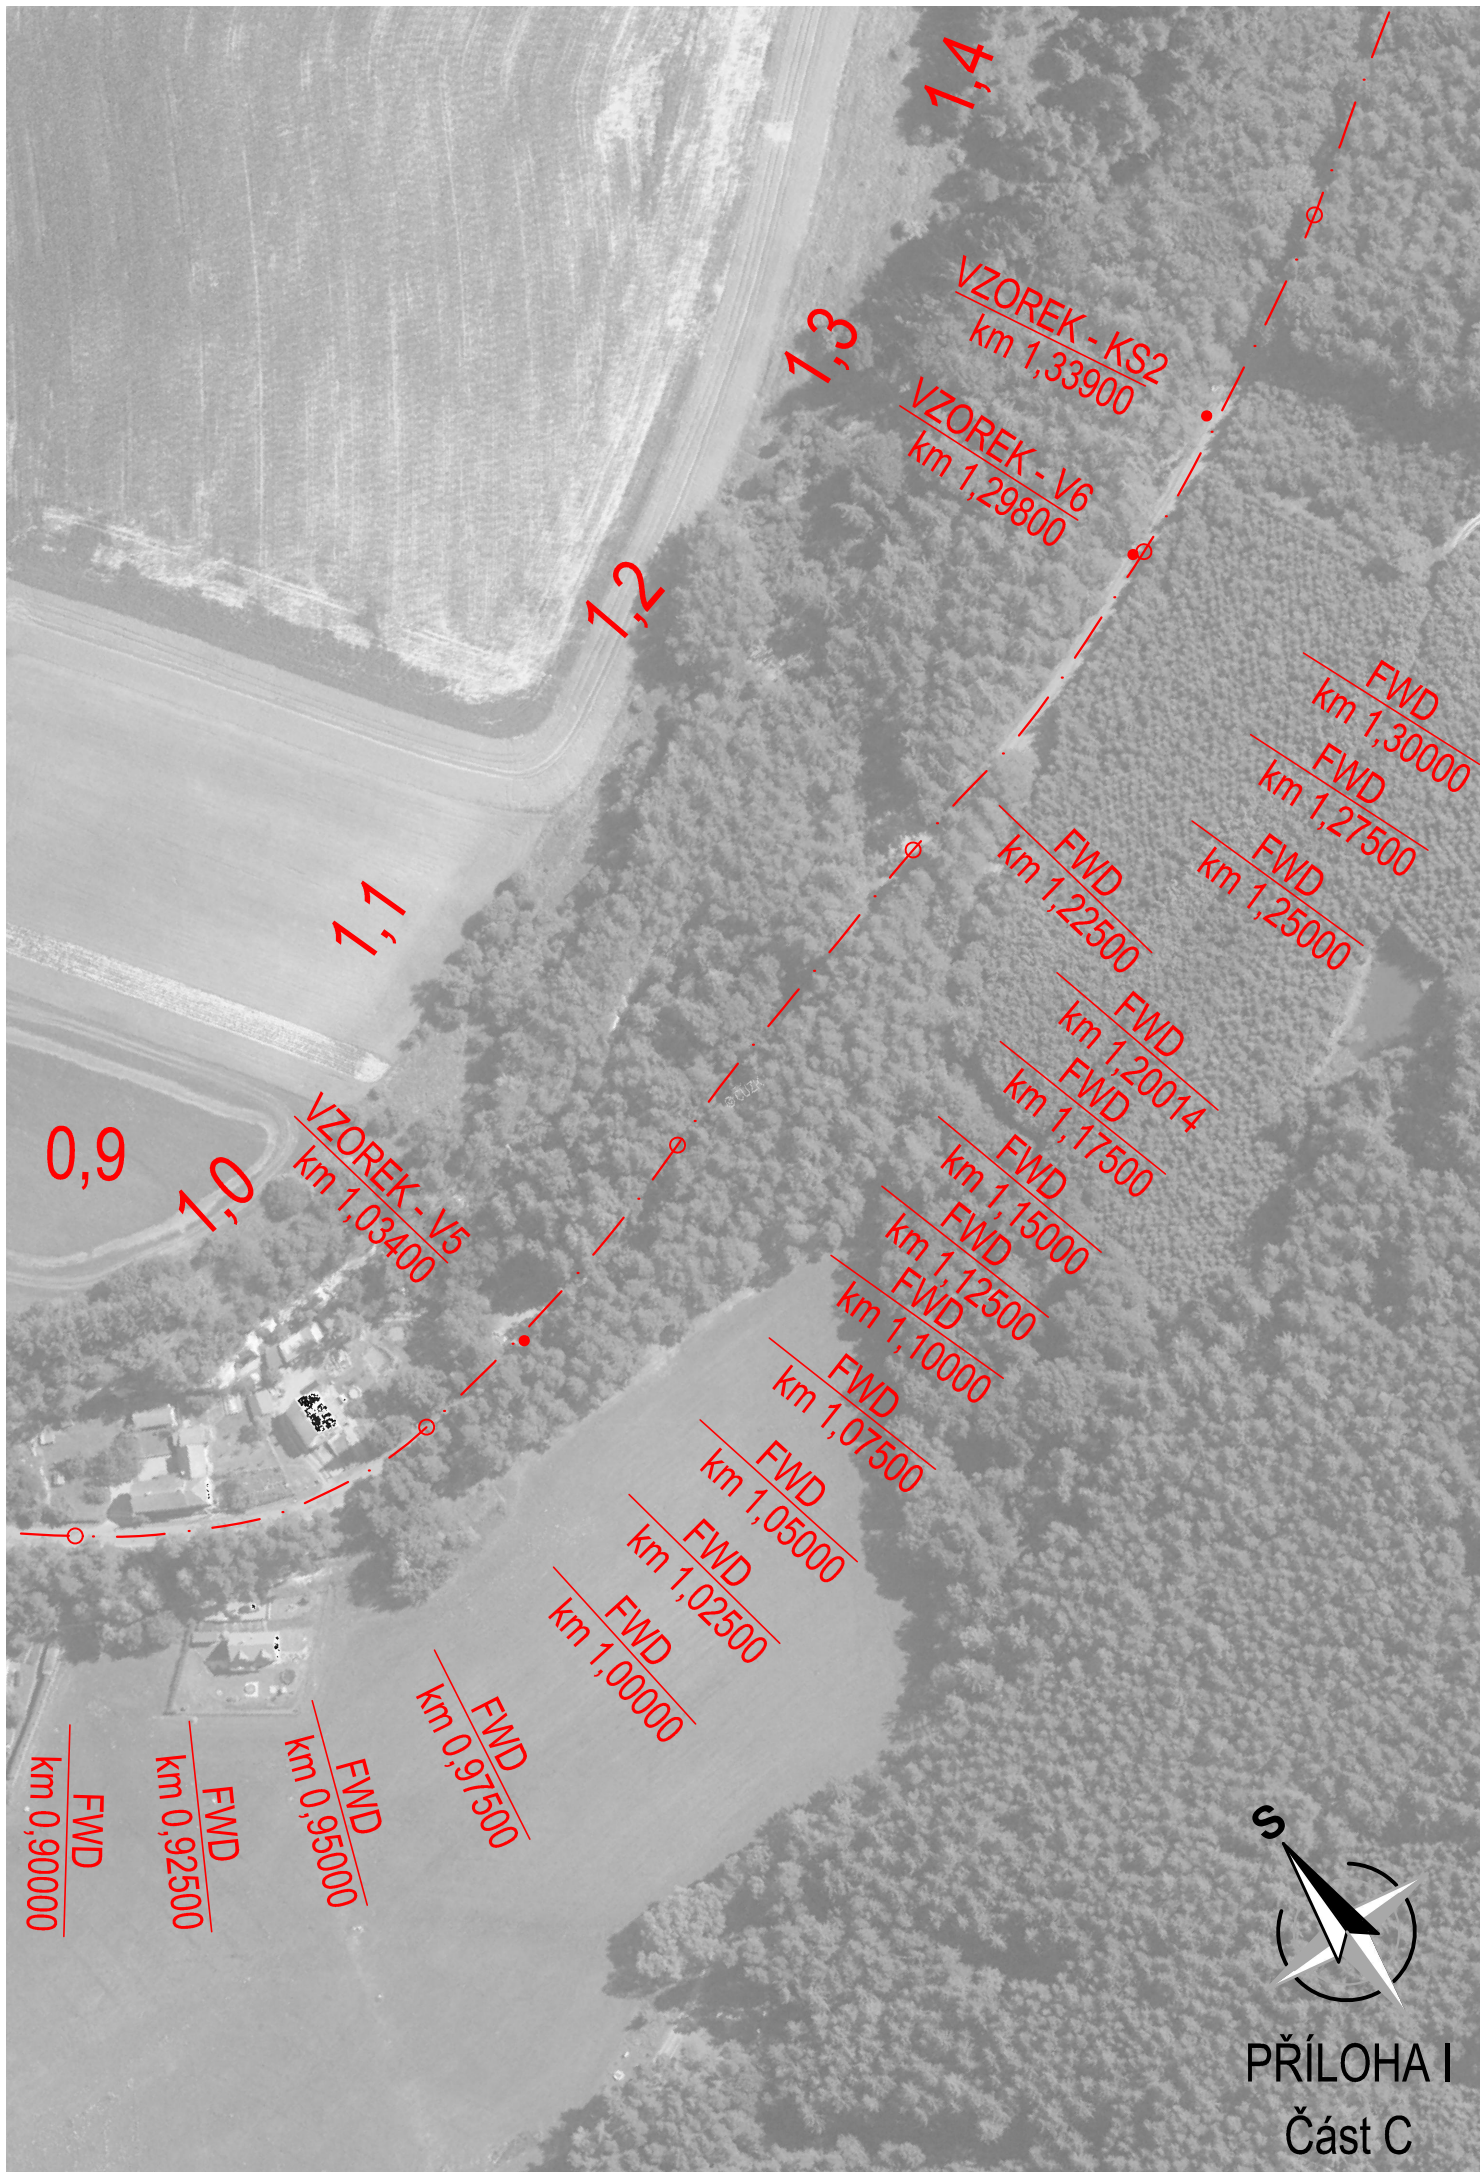 1,4
VZOREK - KS2
km 1,33900
1,3
VZOREK - V6
km 1,29800
1,2
FWD
km 1,30000
FWD
km 1,27500
FWD
km 1,25000
FWD
km 1,22500
1,1
FWD
km 1,20014
FWD
km 1,17500
FWD
km 1,15000
FWD
km 1,12500
FWD
km 1,10000
© ČÚZK
0,9
1,0
VZOREK - V5
km 1,03400
FWD
km 1,07500
FWD
km 1,05000
FWD
km 1,02500
FWD
km 1,00000
FWD
km 0,97500
FWD
km 0,95000
FWD
km 0,92500
FWD
km 0,90000
S
PŘÍLOHA I
Část C